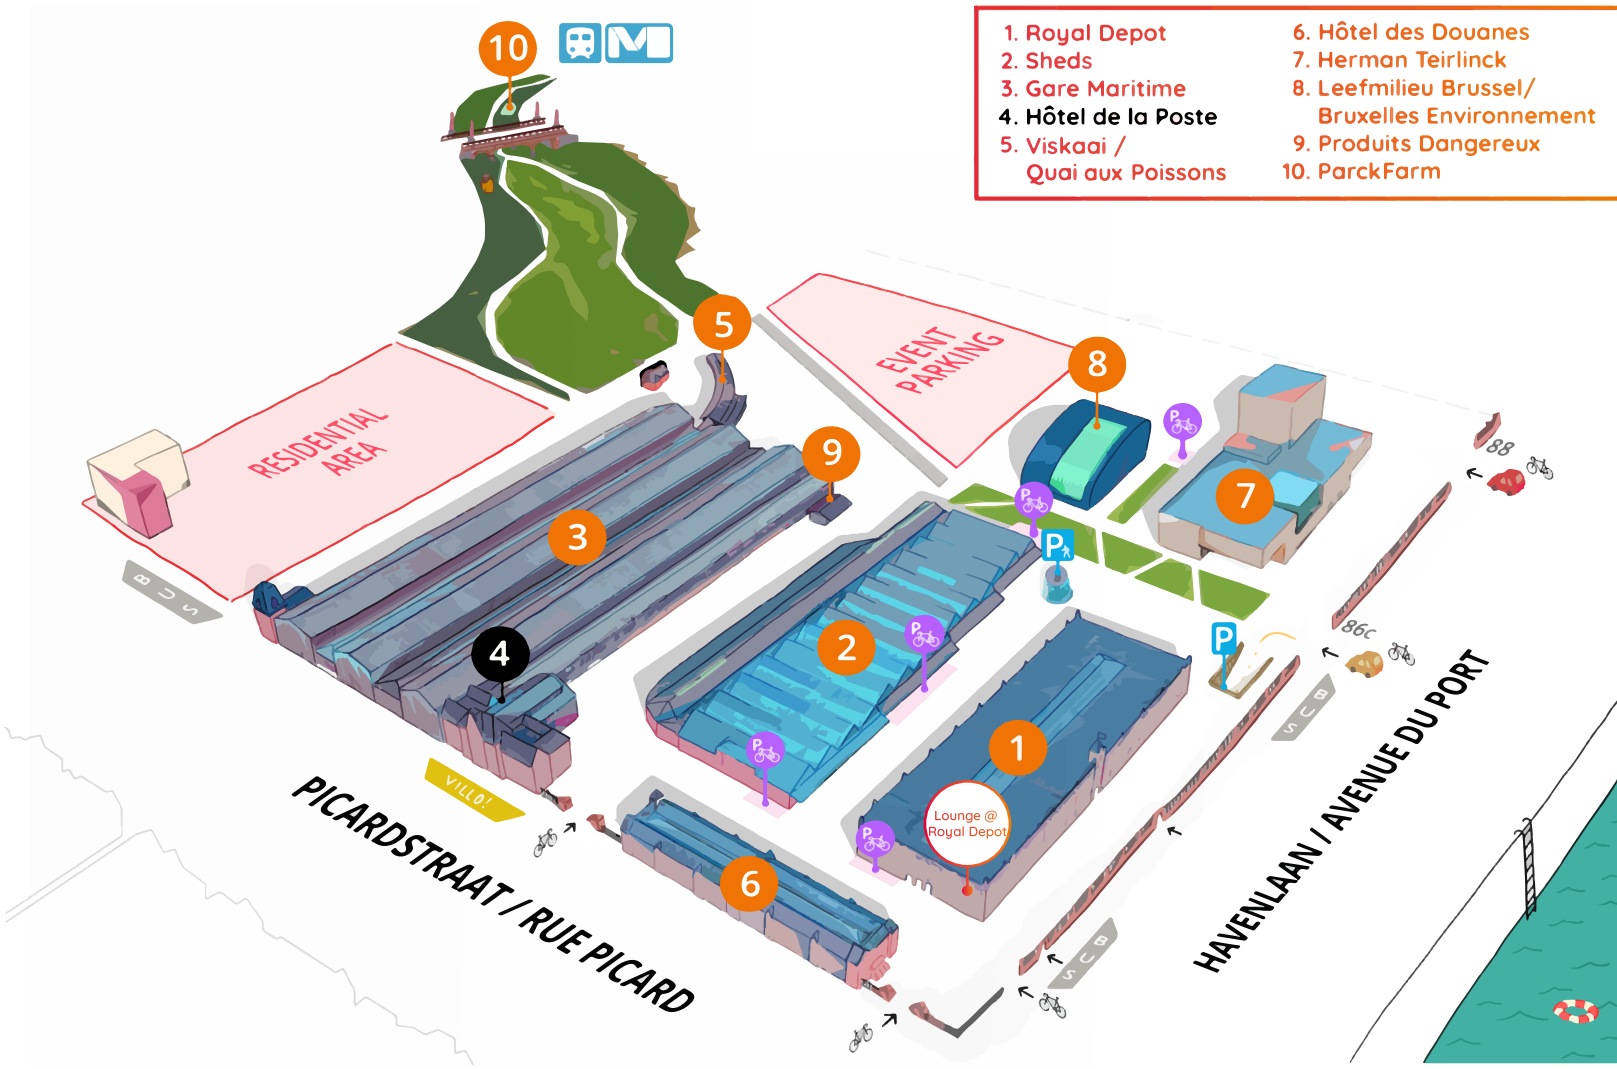 1. Royal Depot
2. Sheds
3. Gare Maritime
4. Hôtel de la Poste
5. Viskaai /
Quai aux Poissons
6. Hôtel des Douanes
7. Herman Teirlinck
8. Leefmilieu Brussel/
Bruxelles Environnement
9. Produits Dangereux
10. ParckFarm
10
M
5
EVENT
PARKING
8
P
RESIDENTIAL
AREA
9
7
88
3
P
P
BUS
4
2
P
P
86c
BUS
1
P
VILLO!
Lounge @
Royal Depot
P
6
PICARDSTRAAT / RUE PICARD
HAVENLAAN / AVENUE DU PORT
BUS